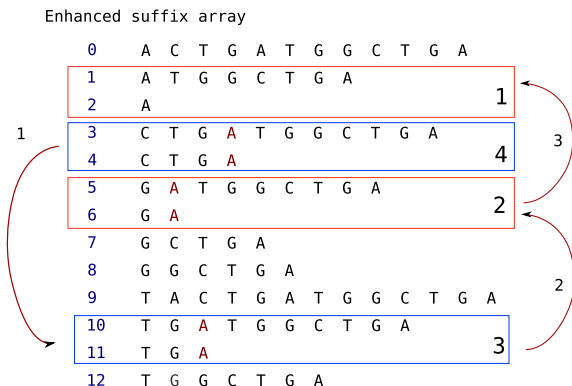 Enhanced suffix array
0 A C T G A T G G C T G A
1 A T G G C T G A
2 A 1
3 C T G A T G G C T G A
1 3
4 C T G A 4
5 G A T G G C T G A
6 G A 2
7 G C T G A
8 G G C T G A
2
9 T A C T G A T G G C T G A
10 T G A T G G C T G A
11 T G A 3
12 T G G C T G A